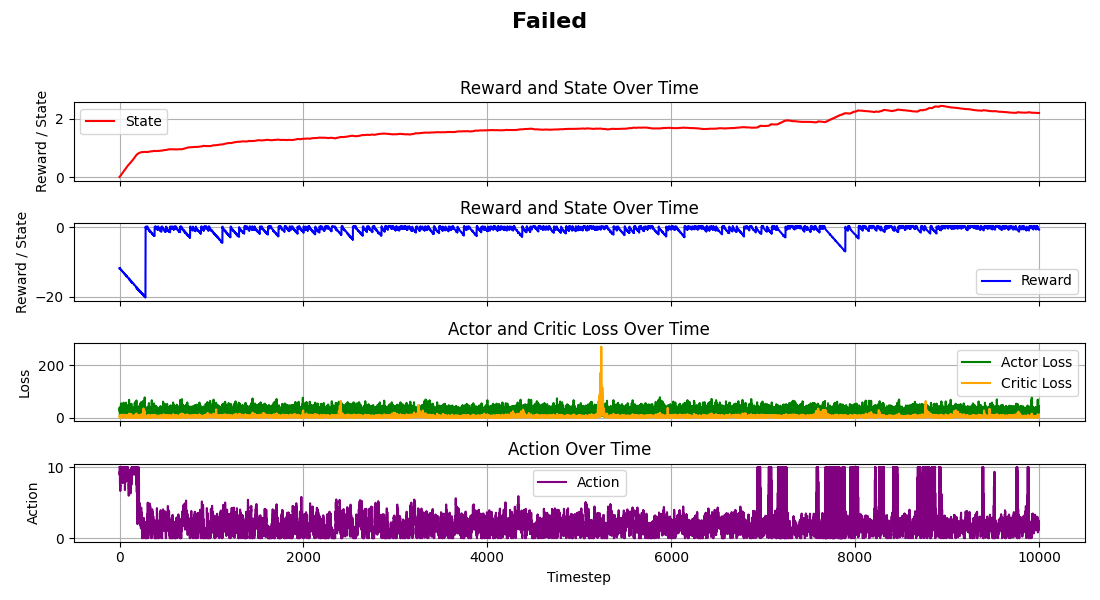 Failed
Reward and State Over Time
Reward / State
2
0
State
Reward and State Over Time
Reward / State
0
−20
Reward
Actor and Critic Loss Over Time
Loss
200
0
Actor Loss
Critic Loss
Action Over Time
Action
10
0
Action
0 2000 4000 6000 8000 10000
Timestep